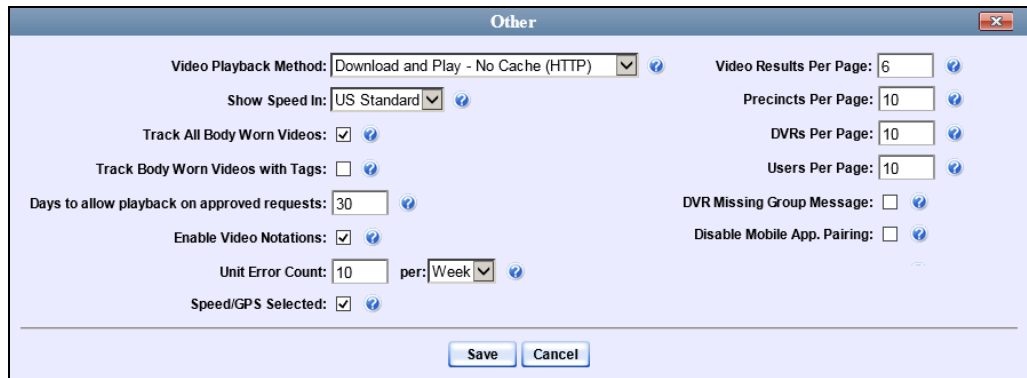 Other
Video Playback Method: Download and Play - No Cache (HTTP)
Show Speed In: US Standard
Track All Body Worn Videos:
Track Body Worn Videos with Tags:
Days to allow playback on approved requests: 30
Enable Video Notations:
Unit Error Count: 10 per: Week
Speed/GPS Selected:
Video Results Per Page: 6
Precincts Per Page: 10
DVRs Per Page: 10
Users Per Page: 10
DVR Missing Group Message:
Disable Mobile App. Pairing:
Save Cancel